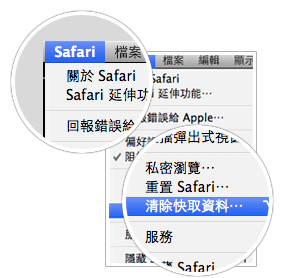 Safari 檔案
關於 Safari
Safari 延伸功
回報錯誤給
檔案 編輯 顯示
Safari
延伸功能…
錯誤給 Apple…
擋彈出式視窗
偏好
✓ 阻
私密瀏覽…
重置 Safari…
清除快取資料…
服務
隱藏
Safari